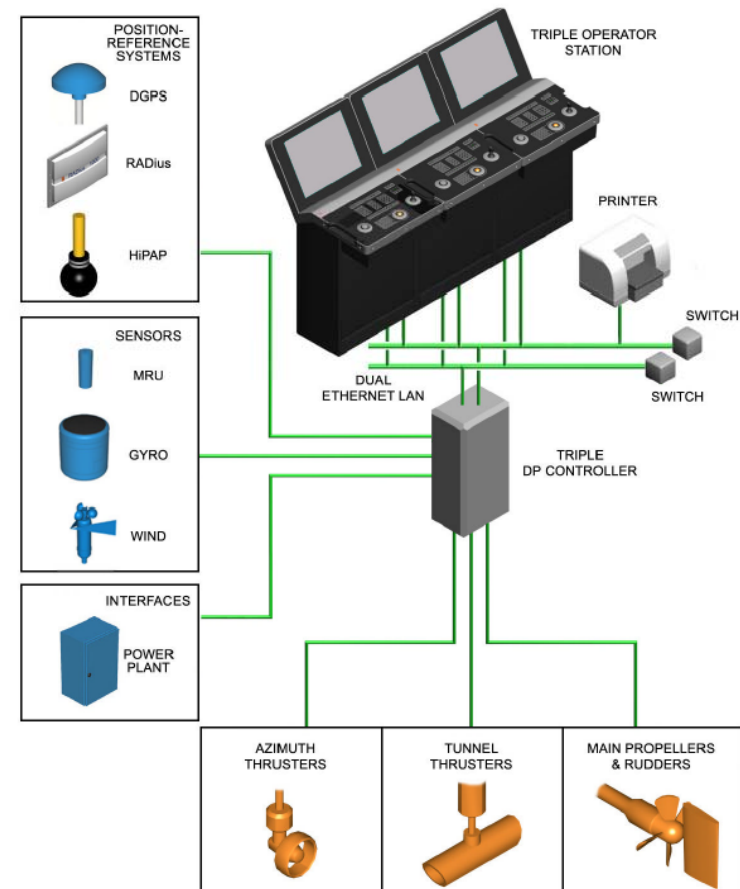 POSITION-
REFERENCE
SYSTEMS
DGPS
RADius
HiPAP
TRIPLE OPERATOR
STATION
PRINTER
SWITCH
SWITCH
DUAL
ETHERNET LAN
SENSORS
MRU
GYRO
WIND
TRIPLE
DP CONTROLLER
INTERFACES
POWER
PLANT
AZIMUTH
THRUSTERS
TUNNEL
THRUSTERS
MAIN PROPELLERS
& RUDDERS